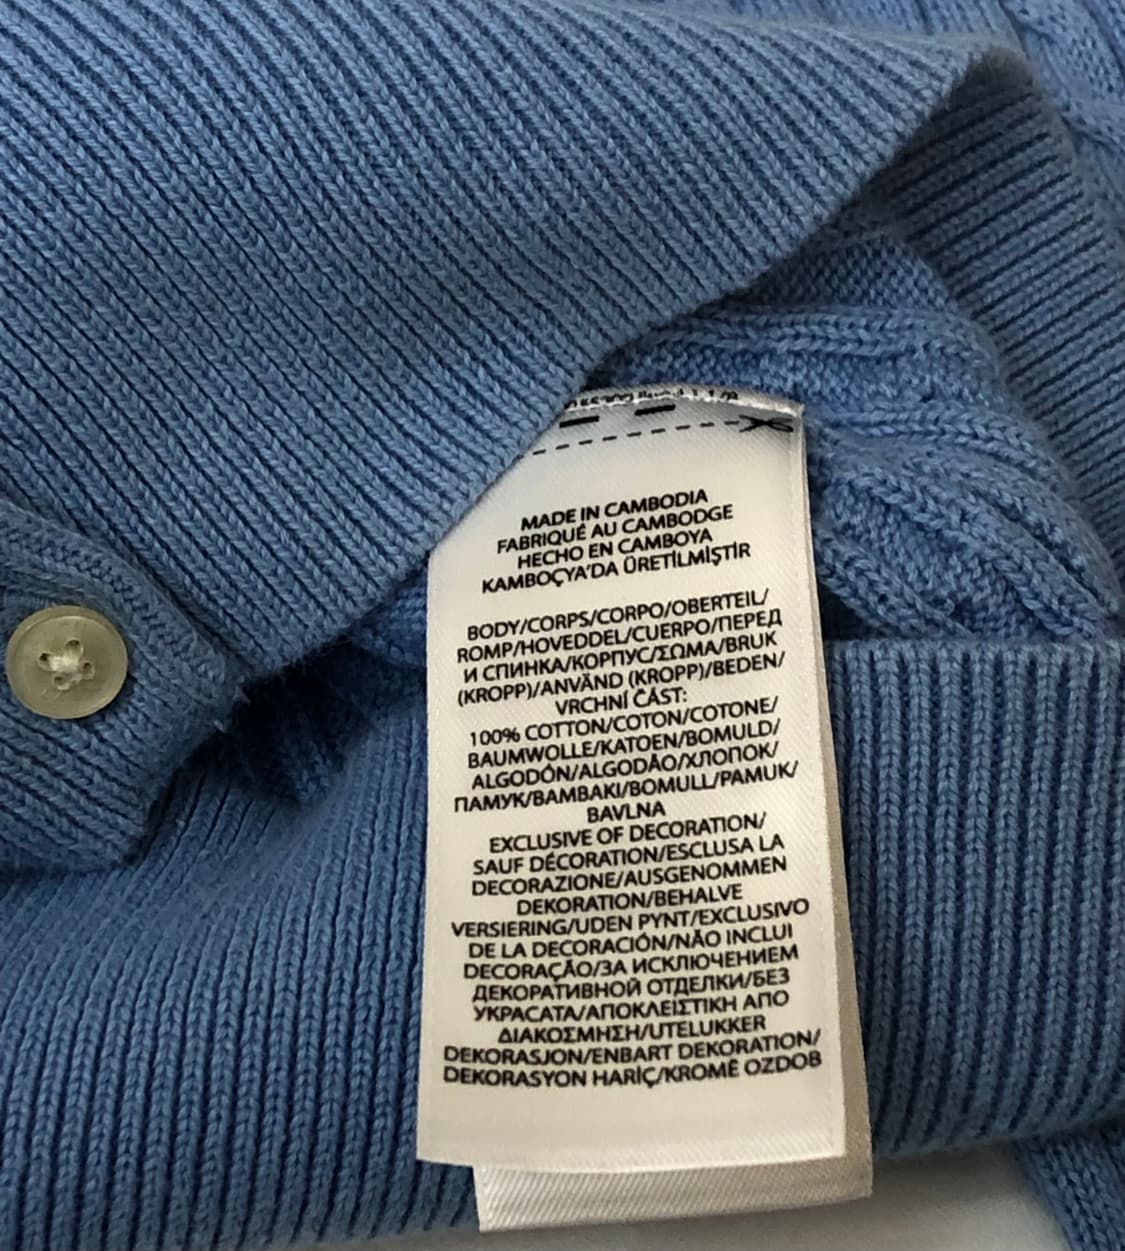 MADE IN CAMBODIA
FABRIQUÉ AU CAMBODGE
HECHO EN CAMBOYA
KAMBOÇYA'DA ÜRETİLMİŞTİR
BODY/CORPS/CORPO/OBERTEIL/
ROMP/HOVEDDEL/CUERPO/ПЕРЕД
И СПИНКА/КОРПУС/ΣΩΜΑ/BRUK
(KROPP)/ANVÄND (KROPP)/BEDEN/
VRCHNÍ ČÁST:
100% COTTON/COTON/COTONE/
BAUMWOLLE/KATOEN/BOMULD/
ALGODÓN/ALGODÃO/ХЛОПОК/
ПАМУК/ΒΑΜΒΑΚΙ/BOMULL/PAMUK/
BAVLNA
EXCLUSIVE OF DECORATION/
SAUF DÉCORATION/ESCLUSA LA
DECORAZIONE/AUSGENOMMEN
DEKORATION/BEHALVE
VERSIERING/UDEN PYNT/EXCLUSIVO
DE LA DECORACIÓN/NÃO INCLUI
DECORAÇÃO/ЗА ИСКЛЮЧЕНИЕМ
ДЕКОРАТИВНОЙ ОТДЕЛКИ/БЕЗ
УКРАСАТА/ΑΠΟΚΛΕΙΣΤΙΚΗ ΑΠΟ
ΔΙΑΚΟΣΜΗΣΗ/UTELUKKER
DEKORASJON/ENBART DEKORATION/
DEKORASYON HARİÇ/KROMĚ OZDOB